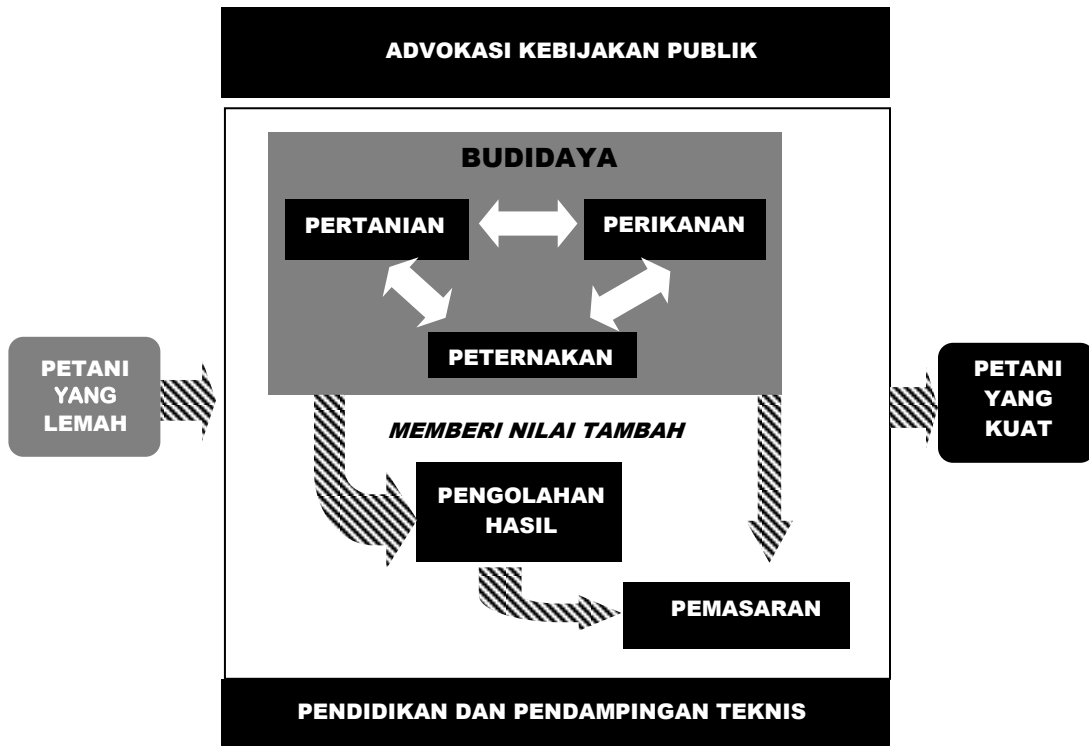 ADVOKASI KEBIJAKAN PUBLIK
BUDIDAYA
PERTANIAN
PERIKANAN
PETERNAKAN
PETANI
YANG
LEMAH
MEMBERI NILAI TAMBAH
PENGOLAHAN
HASIL
PEMASARAN
PETANI
YANG
KUAT
PENDIDIKAN DAN PENDAMPINGAN TEKNIS